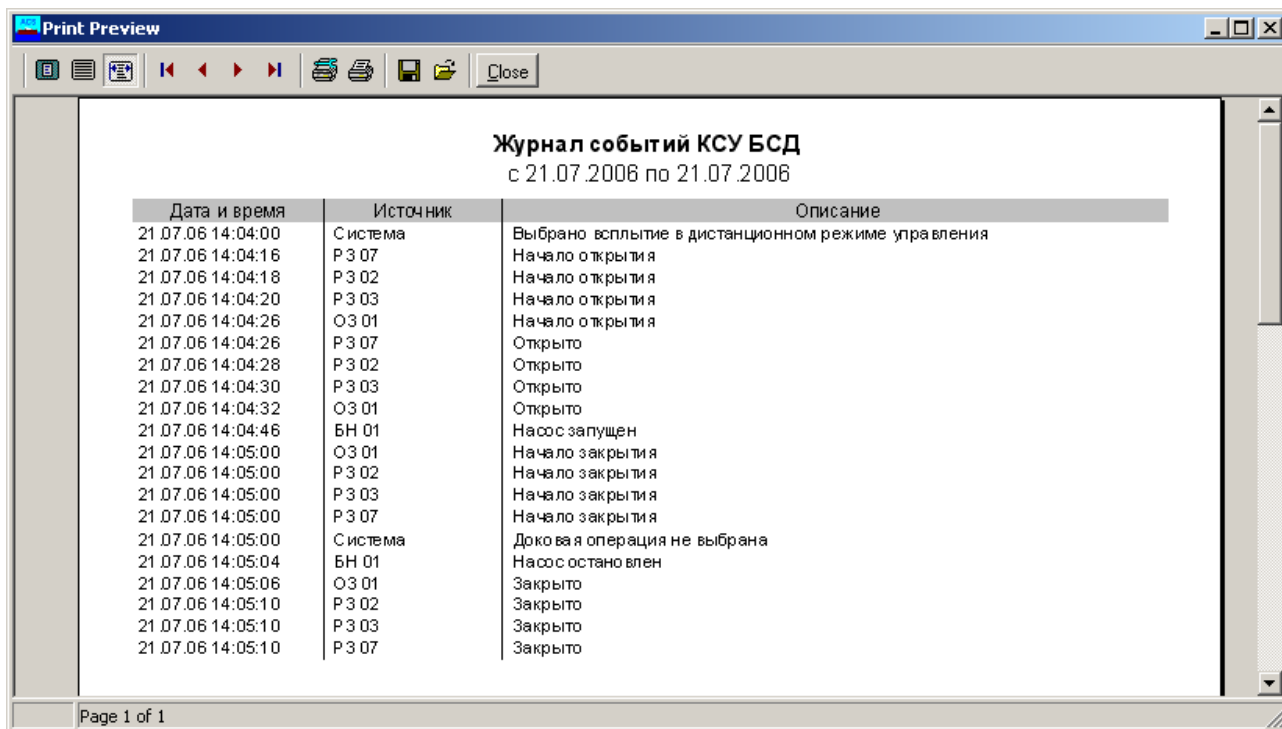 ACS Print Preview
Close
Журнал событий КСУ БСД
с 21.07.2006 по 21.07.2006
Дата и время Источник Описание
21.07.06 14:04:00 Система Выбрано всплытие в дистанционном режиме управления
21.07.06 14:04:16 РЗ 07 Начало открытия
21.07.06 14:04:18 РЗ 02 Начало открытия
21.07.06 14:04:20 РЗ 03 Начало открытия
21.07.06 14:04:26 ОЗ 01 Начало открытия
21.07.06 14:04:26 РЗ 07 Открыто
21.07.06 14:04:28 РЗ 02 Открыто
21.07.06 14:04:30 РЗ 03 Открыто
21.07.06 14:04:32 ОЗ 01 Открыто
21.07.06 14:04:46 БН 01 Насос запущен
21.07.06 14:05:00 ОЗ 01 Начало закрытия
21.07.06 14:05:00 РЗ 02 Начало закрытия
21.07.06 14:05:00 РЗ 03 Начало закрытия
21.07.06 14:05:00 РЗ 07 Начало закрытия
21.07.06 14:05:00 Система Доковая операция не выбрана
21.07.06 14:05:04 БН 01 Насос остановлен
21.07.06 14:05:06 ОЗ 01 Закрыто
21.07.06 14:05:10 РЗ 02 Закрыто
21.07.06 14:05:10 РЗ 03 Закрыто
21.07.06 14:05:10 РЗ 07 Закрыто
Page 1 of 1